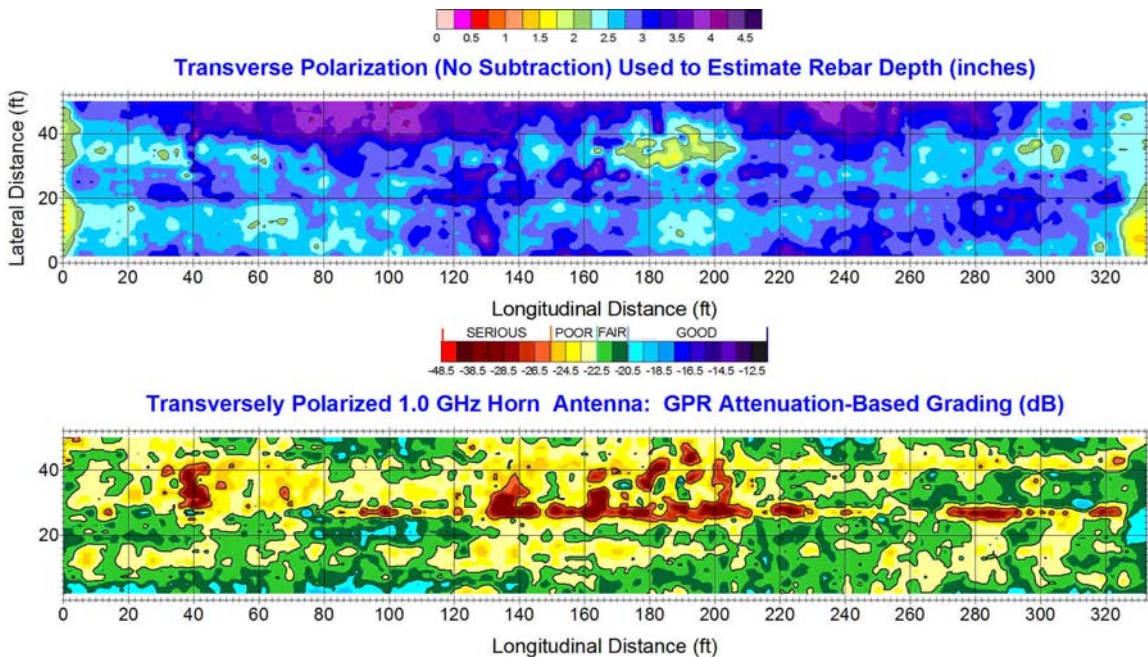 0 0.5 1 1.5 2 2.5 3 3.5 4 4.5
Transverse Polarization (No Subtraction) Used to Estimate Rebar Depth (inches)
Lateral Distance (ft)
40
20
0
0 20 40 60 80 100 120 140 160 180 200 220 240 260 280 300 320
Longitudinal Distance (ft)
SERIOUS POOR FAIR GOOD
-48.5 -38.5 -28.5 -26.5 -24.5 -22.5 -20.5 -18.5 -16.5 -14.5 -12.5
Transversely Polarized 1.0 GHz Horn Antenna: GPR Attenuation-Based Grading (dB)
40
20
0 20 40 60 80 100 120 140 160 180 200 220 240 260 280 300 320
Longitudinal Distance (ft)